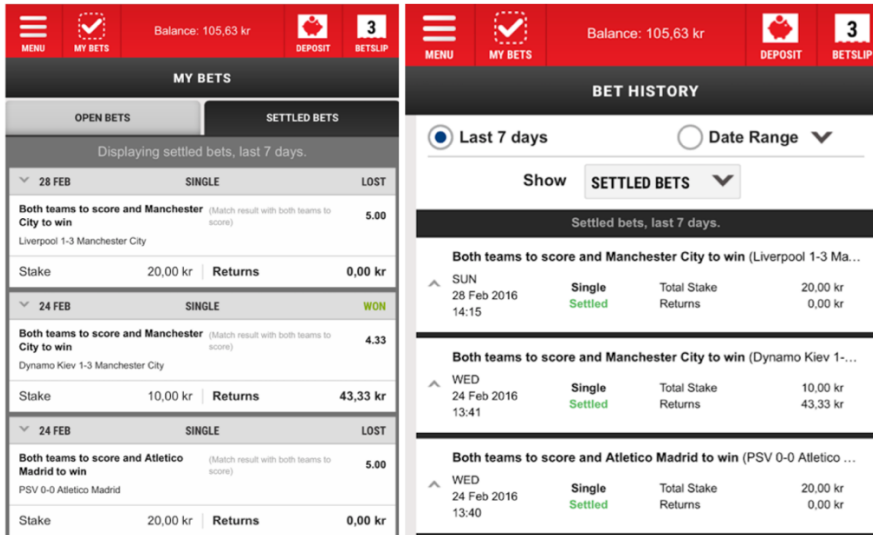 MENU
MY BETS
Balance: 105,63 kr
DEPOSIT
3
BETSLIP
MY BETS
OPEN BETS
SETTLED BETS
Displaying settled bets, last 7 days.
28 FEB SINGLE LOST
Both teams to score and Manchester
City to win
(Match result with both teams to
score)
5.00
Liverpool 1-3 Manchester City
Stake 20,00 kr Returns 0,00 kr
24 FEB SINGLE WON
Both teams to score and Manchester
City to win
(Match result with both teams to
score)
4.33
Dynamo Kiev 1-3 Manchester City
Stake 10,00 kr Returns 43,33 kr
24 FEB SINGLE LOST
Both teams to score and Atletico
Madrid to win
(Match result with both teams to
score)
5.00
PSV 0-0 Atletico Madrid
Stake 20,00 kr Returns 0,00 kr
MENU
MY BETS
Balance: 105,63 kr
DEPOSIT
3
BETSLIP
BET HISTORY
Last 7 days
Date Range
Show SETTLED BETS
Settled bets, last 7 days.
Both teams to score and Manchester City to win (Liverpool 1-3 Ma...
SUN
28 Feb 2016
14:15
Single
Settled
Total Stake 20,00 kr
Returns 0,00 kr
Both teams to score and Manchester City to win (Dynamo Kiev 1-...
WED
24 Feb 2016
13:41
Single
Settled
Total Stake 10,00 kr
Returns 43,33 kr
Both teams to score and Atletico Madrid to win (PSV 0-0 Atletico ...
WED
24 Feb 2016
13:40
Single
Settled
Total Stake 20,00 kr
Returns 0,00 kr